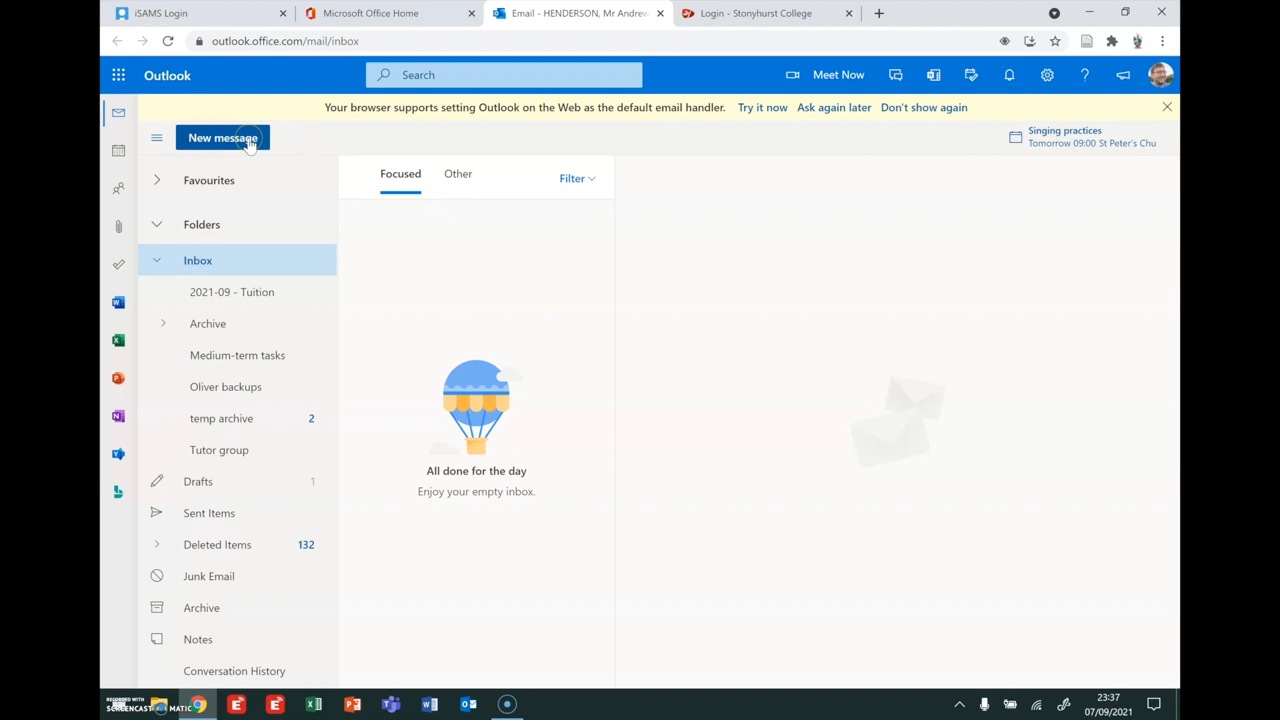 iSAMS Login
Microsoft Office Home
Email - HENDERSON, Mr Andrew
Login - Stonyhurst College
outlook.office.com/mail/inbox
Outlook
Search
Meet Now
Your browser supports setting Outlook on the Web as the default email handler. Try it now Ask again later Don't show again
New message
Singing practices
Tomorrow 09:00 St Peter's Chu
Favourites
Focused Other Filter
Folders
Inbox
2021-09 - Tuition
Archive
Medium-term tasks
Oliver backups
temp archive 2
Tutor group
All done for the day
Enjoy your empty inbox.
Drafts 1
Sent Items
Deleted Items 132
Junk Email
Archive
Notes
Conversation History
RECORDED WITH
SCREENCAST MATIC
23:37
07/09/2021